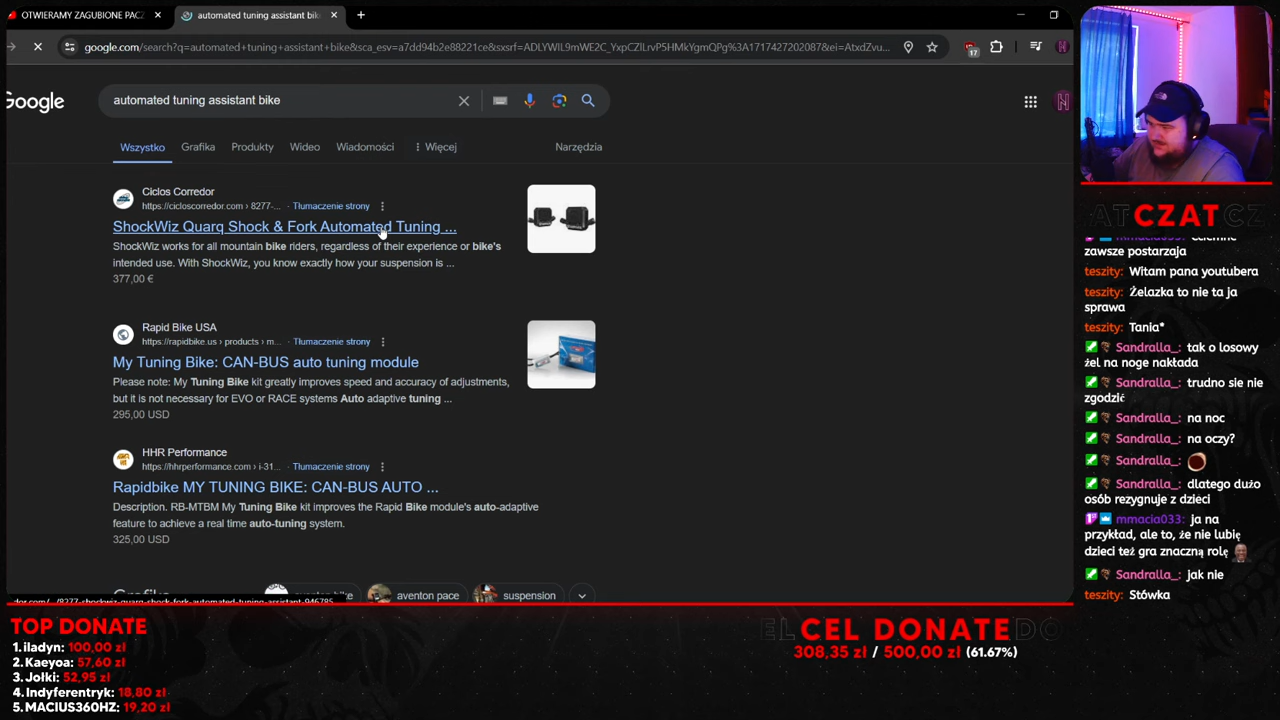 OTWIERAMY ZAGUBIONE PACZ
automated tuning assistant bik
google.com/search?q=automated+tuning+assistant+bike&sca_esv=a7dd94b2e88221ce&sxsrf=ADLYWIL9mWE2C_YxpCZlLrvP5HMkYgmQPg%3A1717427202087&ei=AtxdZvu...
17
Google
automated tuning assistant bike
Wszystko
Grafika
Produkty
Wideo
Wiadomości
Więcej
Narzędzia
Ciclos Corredor
https://cicloscorredor.com › 8277-...
Tłumaczenie strony
ShockWiz Quarq Shock & Fork Automated Tuning ...
ShockWiz works for all mountain bike riders, regardless of their experience or bike's
intended use. With ShockWiz, you know exactly how your suspension is ...
377,00 €
Rapid Bike USA
https://rapidbike.us › products › m...
Tłumaczenie strony
My Tuning Bike: CAN-BUS auto tuning module
Please note: My Tuning Bike kit greatly improves speed and accuracy of adjustments,
but it is not necessary for EVO or RACE systems Auto adaptive tuning ...
295,00 USD
HHR Performance
https://hhrperformance.com › i-31...
Tłumaczenie strony
Rapidbike MY TUNING BIKE: CAN-BUS AUTO ...
Description. RB-MTBM My Tuning Bike kit improves the Rapid Bike module's auto-adaptive
feature to achieve a real time auto-tuning system.
325,00 USD
aventon pace
suspension
CZAT
zawsze postarzaja
teszity: Witam pana youtubera
teszity: Żelazka to nie ta ja
sprawa
teszity: Tania*
Sandralla_: tak o losowy
żel na noge nakłada
Sandralla_: trudno sie nie
zgodzić
Sandralla_: na noc
Sandralla_: na oczy?
Sandralla_:
Sandralla_: dlatego dużo
osób rezygnuje z dzieci
mmacia033: ja na
przykład, ale to, że nie lubię
dzieci też gra znaczną rolę
Sandralla_: jak nie
teszity: Stówka
TOP DONATE
1. iladyn: 100,00 zł
2. Kaeyoa: 57,60 zł
3. Jołki: 52,95 zł
4. Indyferentryk: 18,80 zł
5. MACIUS360HZ: 19,20 zł
EL CEL DONATE DO
308,35 zł / 500,00 zł (61.67%)